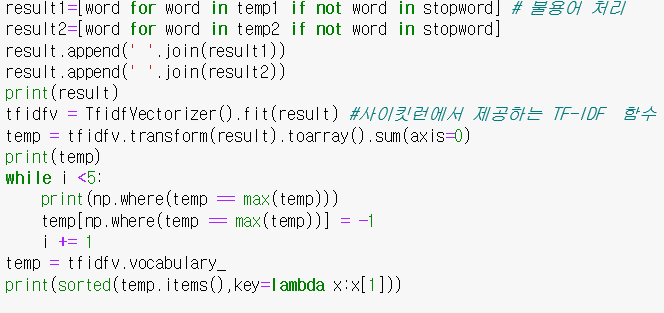 result1=[word for word in temp1 if not word in stopword] # 불용어 처리
result2=[word for word in temp2 if not word in stopword]
result.append(' '.join(result1))
result.append(' '.join(result2))
print(result)
tfidfv = TfidfVectorizer().fit(result) #사이킷런에서 제공하는 TF-IDF 함수
temp = tfidfv.transform(result).toarray().sum(axis=0)
print(temp)
while i <5:
    print(np.where(temp == max(temp)))
    temp[np.where(temp == max(temp))] = -1
    i += 1
temp = tfidfv.vocabulary_
print(sorted(temp.items(),key=lambda x:x[1]))